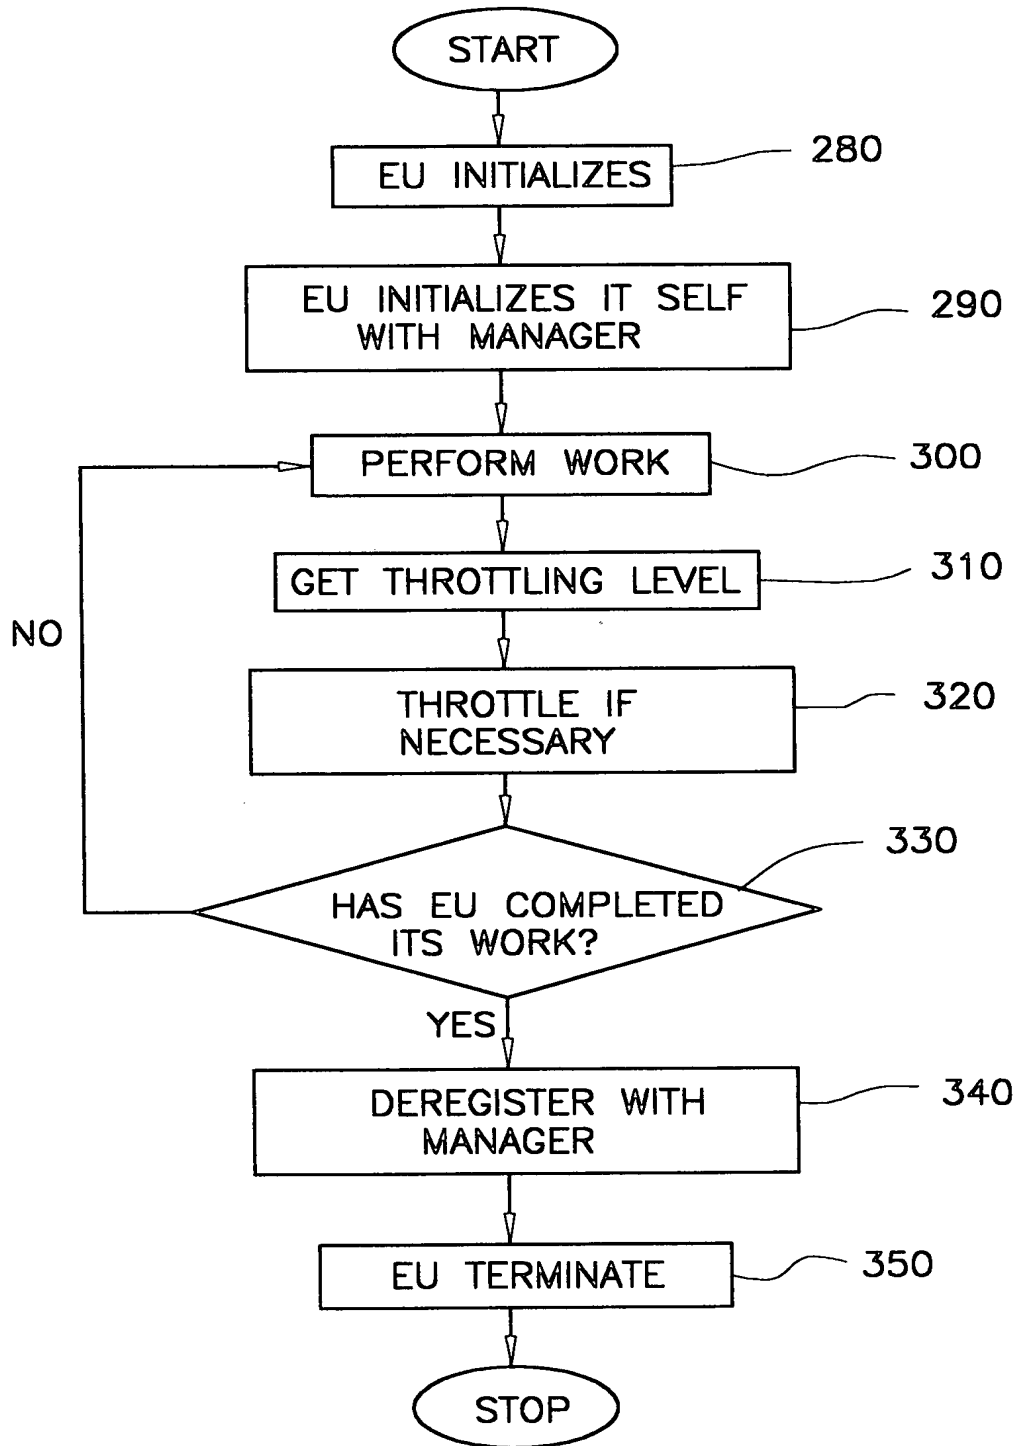 START
EU INITIALIZES
280
EU INITIALIZES IT SELF
WITH MANAGER
290
PERFORM WORK
300
GET THROTTLING LEVEL
310
NO
THROTTLE IF
NECESSARY
320
HAS EU COMPLETED
ITS WORK?
330
YES
DEREGISTER WITH
MANAGER
340
EU TERMINATE
350
STOP